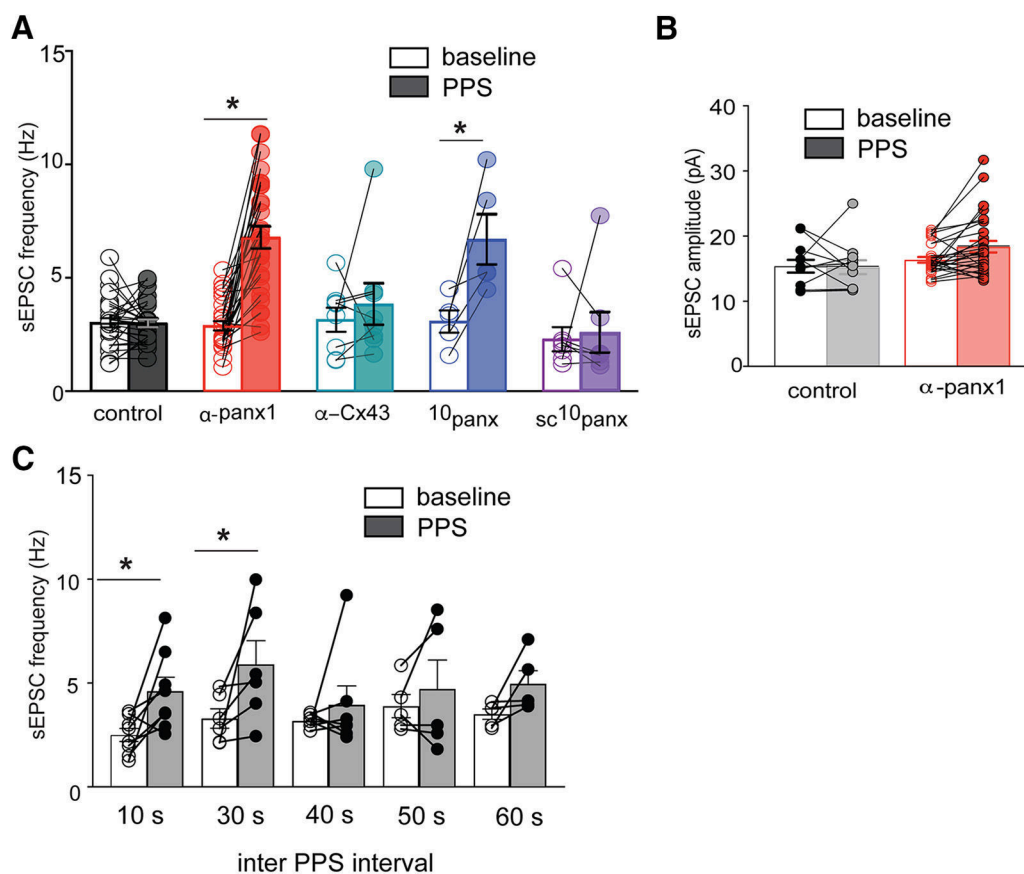 A
15
10
5
0
sEPSC frequency (Hz)
baseline
PPS
*
*
control
α-panx1
α–Cx43
10panx
sc10panx
B
40
30
20
10
0
sEPSC amplitude (pA)
baseline
PPS
control
α-panx1
C
15
10
5
0
sEPSC frequency (Hz)
baseline
PPS
*
*
10 s 30 s 40 s 50 s 60 s
inter PPS interval